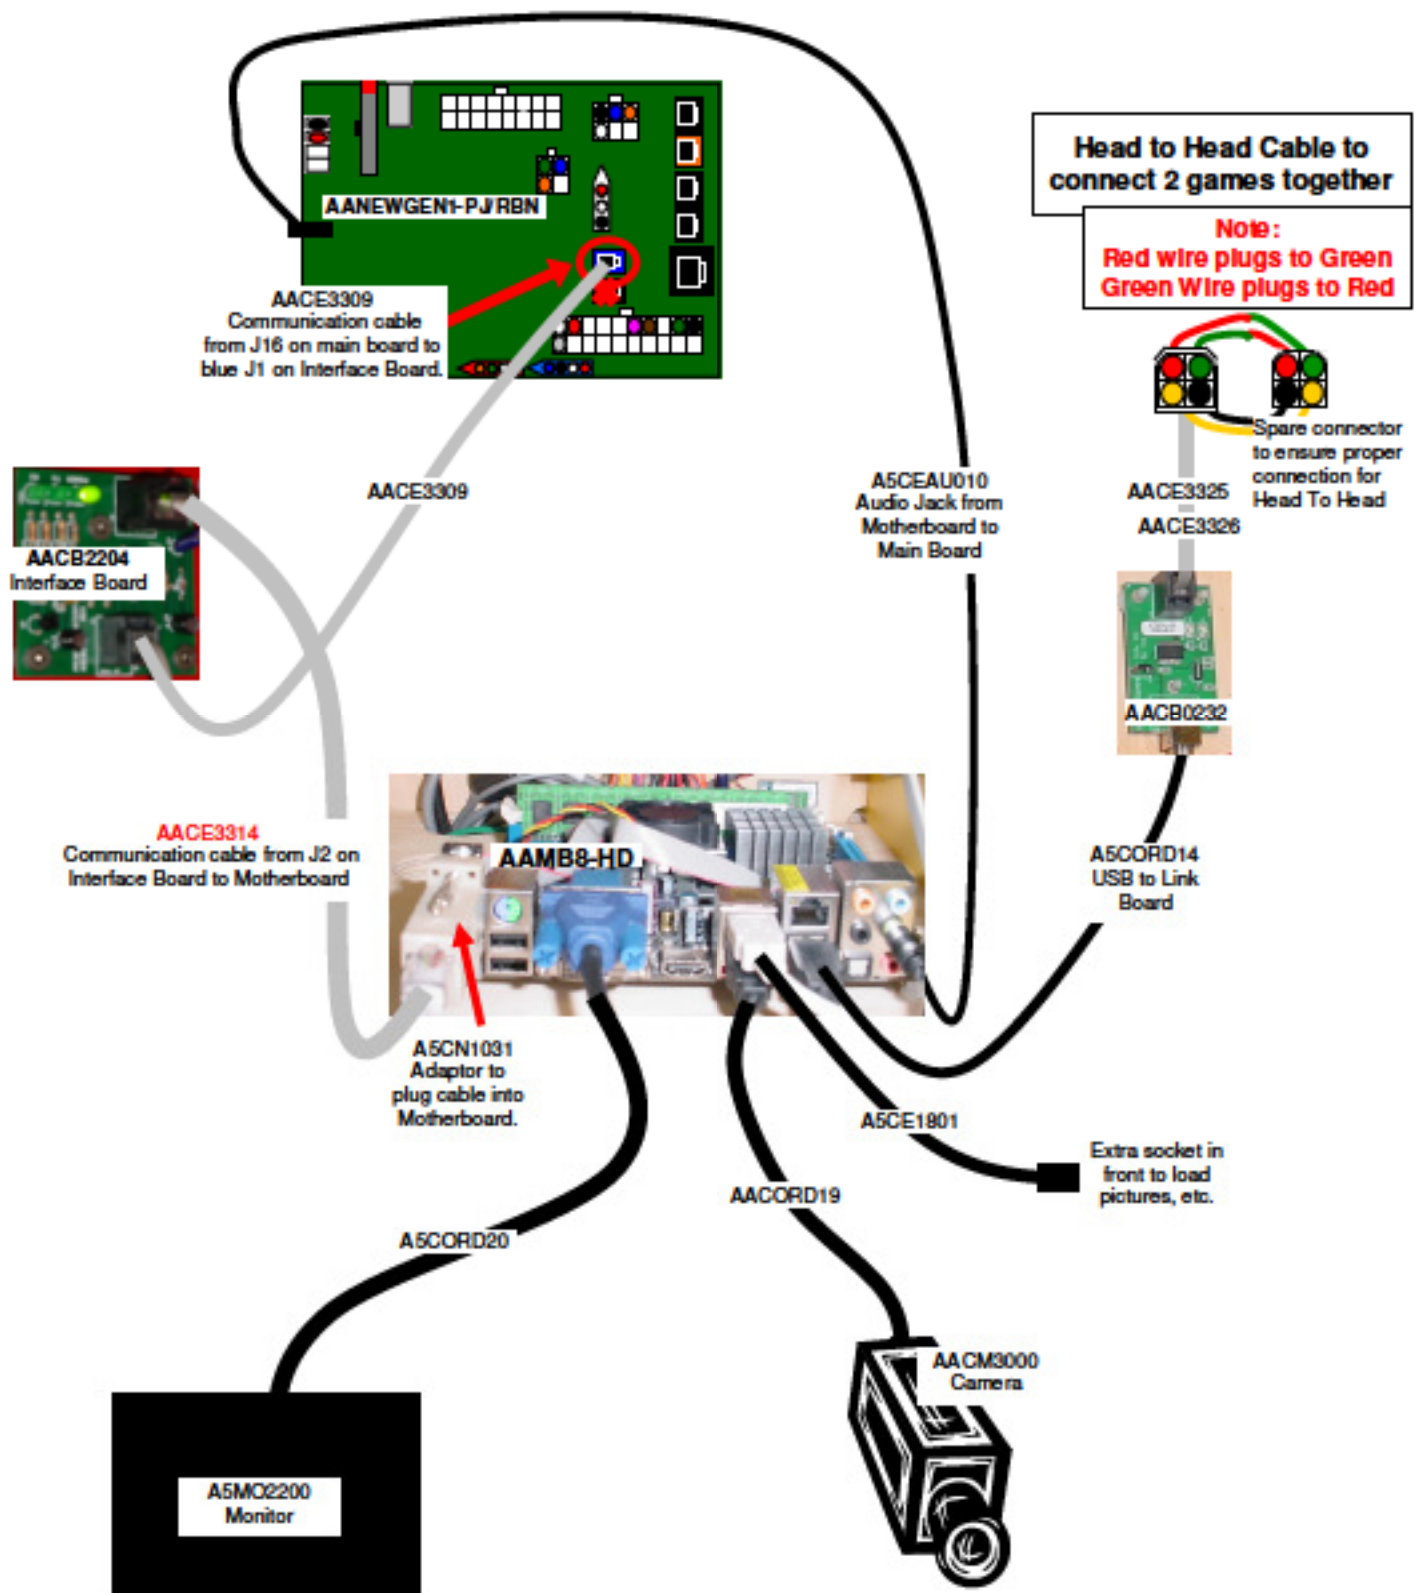 Head to Head Cable to
connect 2 games together
Note:
Red wire plugs to Green
Green Wire plugs to Red
AANEWGEN1-PJ/RBN
AACE3309
Communication cable
from J16 on main board to
blue J1 on Interface Board.
Spare connector
to ensure proper
connection for
Head To Head
AACE3309
A5CEAU010
Audio Jack from
Motherboard to
Main Board
AACE3325
AACE3326
AACB2204
Interface Board
AACB0232
AACE3314
Communication cable from J2 on
Interface Board to Motherboard
AAMB8-HD
A5CORD14
USB to Link
Board
A5CN1031
Adaptor to
plug cable into
Motherboard.
A5CE1801
Extra socket in
front to load
pictures, etc.
AACORD19
A5CORD20
AACM3000
Camera
A5MO2200
Monitor